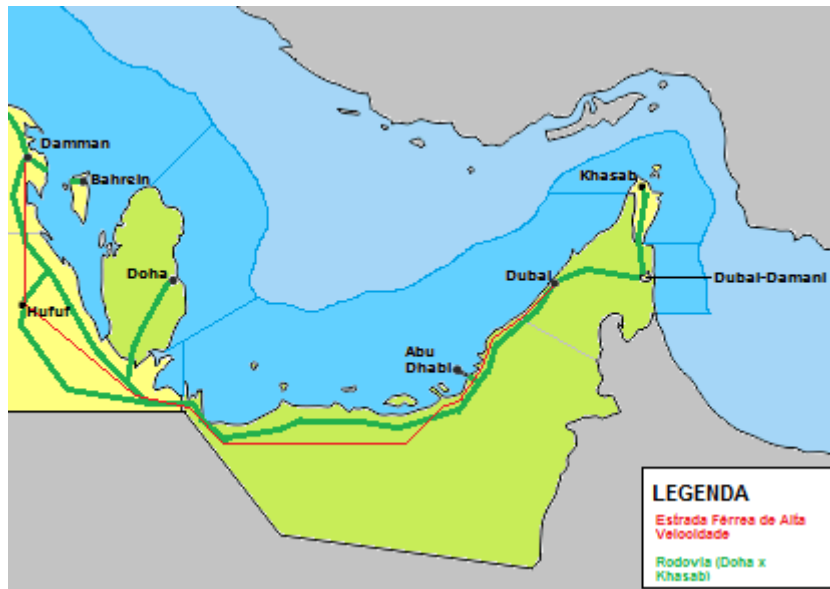 Damman
Bahrein
Khasab
Doha
Dubai
Dubai-Damani
Hufuf
Abu
Dhabi
LEGENDA
Estrada Férrea de Alta
Velocidade
Rodovia (Doha x
Khasab)